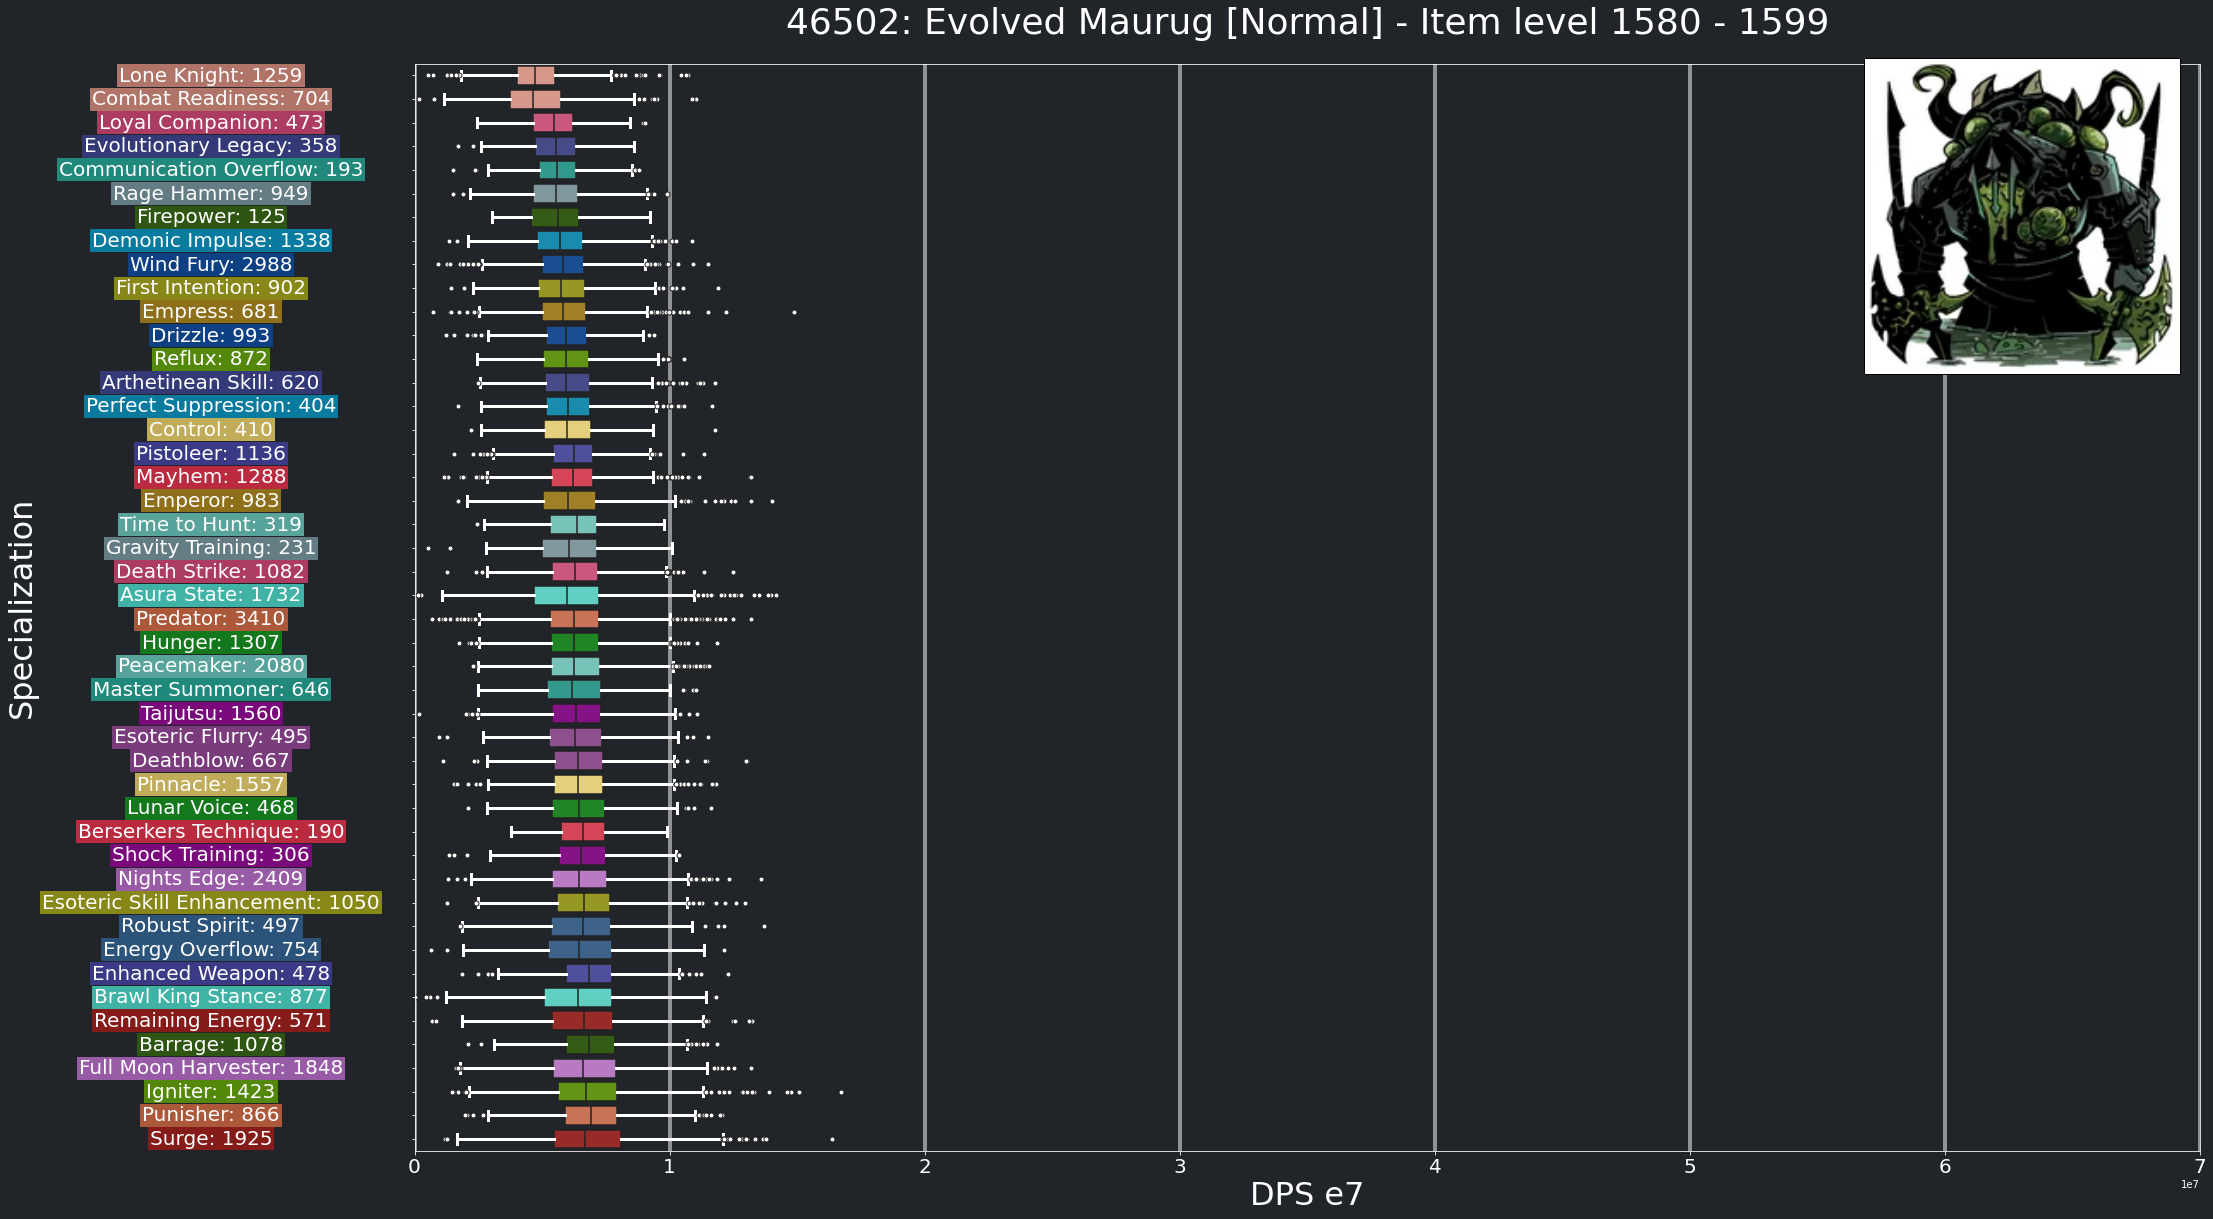 46502: Evolved Maurug [Normal] - Item level 1580 - 1599
Specialization
Lone Knight: 1259
Combat Readiness: 704
Loyal Companion: 473
Evolutionary Legacy: 358
Communication Overflow: 193
Rage Hammer: 949
Firepower: 125
Demonic Impulse: 1338
Wind Fury: 2988
First Intention: 902
Empress: 681
Drizzle: 993
Reflux: 872
Arthetinean Skill: 620
Perfect Suppression: 404
Control: 410
Pistoleer: 1136
Mayhem: 1288
Emperor: 983
Time to Hunt: 319
Gravity Training: 231
Death Strike: 1082
Asura State: 1732
Predator: 3410
Hunger: 1307
Peacemaker: 2080
Master Summoner: 646
Taijutsu: 1560
Esoteric Flurry: 495
Deathblow: 667
Pinnacle: 1557
Lunar Voice: 468
Berserkers Technique: 190
Shock Training: 306
Nights Edge: 2409
Esoteric Skill Enhancement: 1050
Robust Spirit: 497
Energy Overflow: 754
Enhanced Weapon: 478
Brawl King Stance: 877
Remaining Energy: 571
Barrage: 1078
Full Moon Harvester: 1848
Igniter: 1423
Punisher: 866
Surge: 1925
0 1 2 3 4 5 6 7
1e7
DPS e7